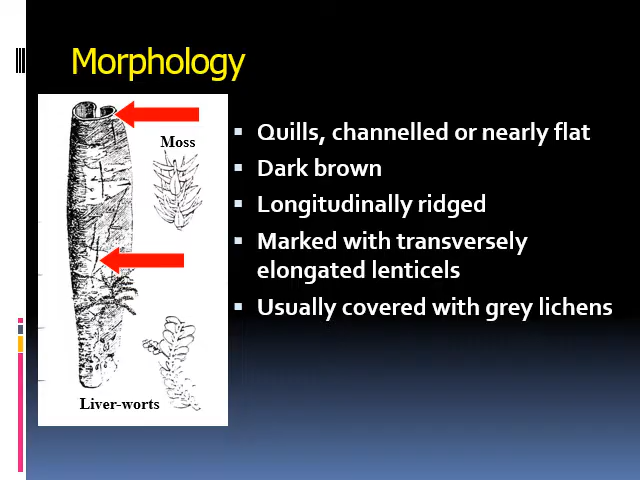 Morphology
Moss
Liver-worts
▪ Quills, channelled or nearly flat
▪ Dark brown
▪ Longitudinally ridged
▪ Marked with transversely
elongated lenticels
▪ Usually covered with grey lichens